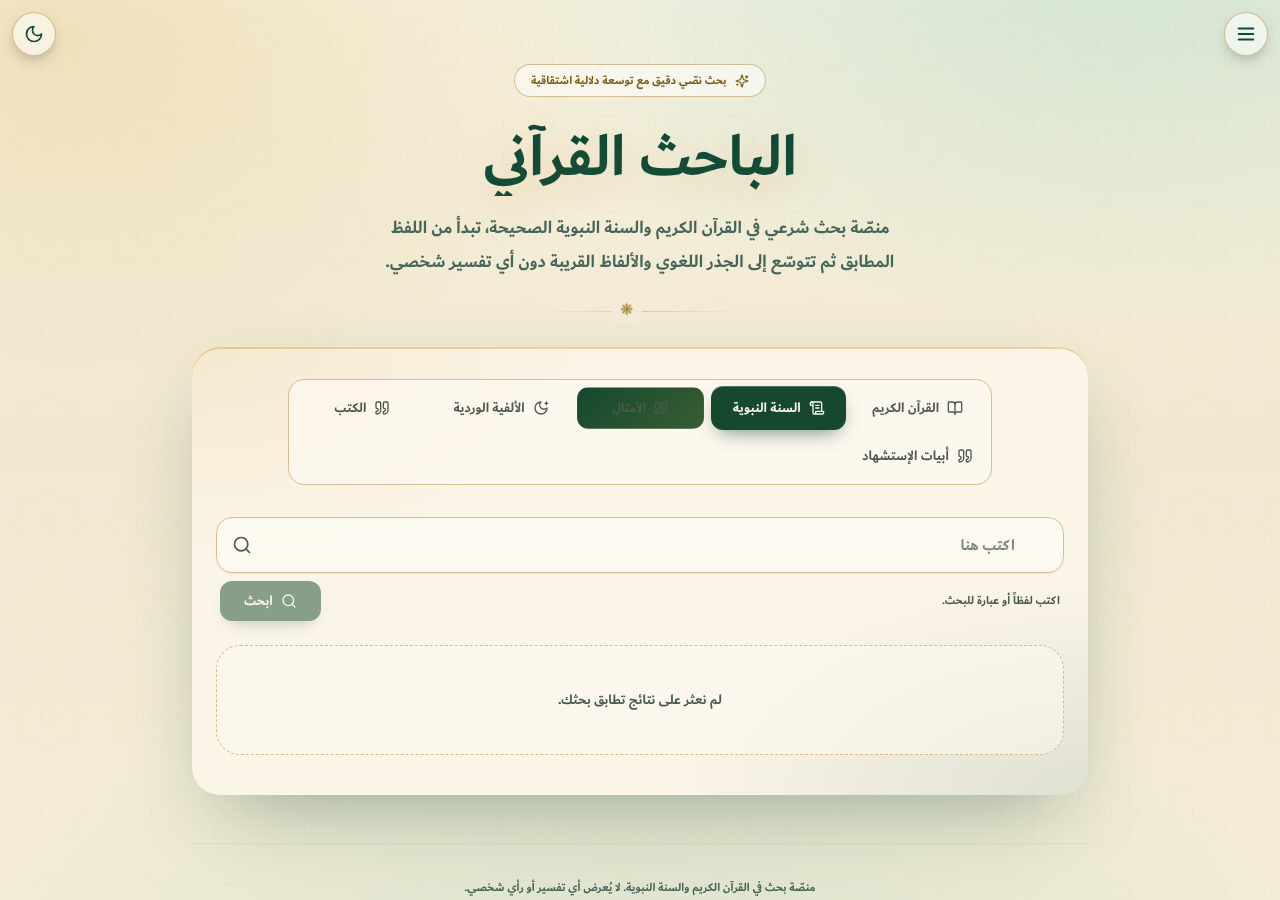 بحث نصّي دقيق مع توسعة دلالية اشتقاقية
الباحث القرآني
منصّة بحث شرعي في القرآن الكريم والسنة النبوية الصحيحة، تبدأ من اللفظ
المطابق ثم تتوسّع إلى الجذر اللغوي والألفاظ القريبة دون أي تفسير شخصي.
القرآن الكريم
السنة النبوية
الأمثال
الألفية الوردية
الكتب
أبيات الإستشهاد
اكتب هنا
اكتب لفظاً أو عبارة للبحث.
ابحث
لم نعثر على نتائج تطابق بحثك.
منصّة بحث في القرآن الكريم والسنة النبوية. لا يُعرض أي تفسير أو رأي شخصي.